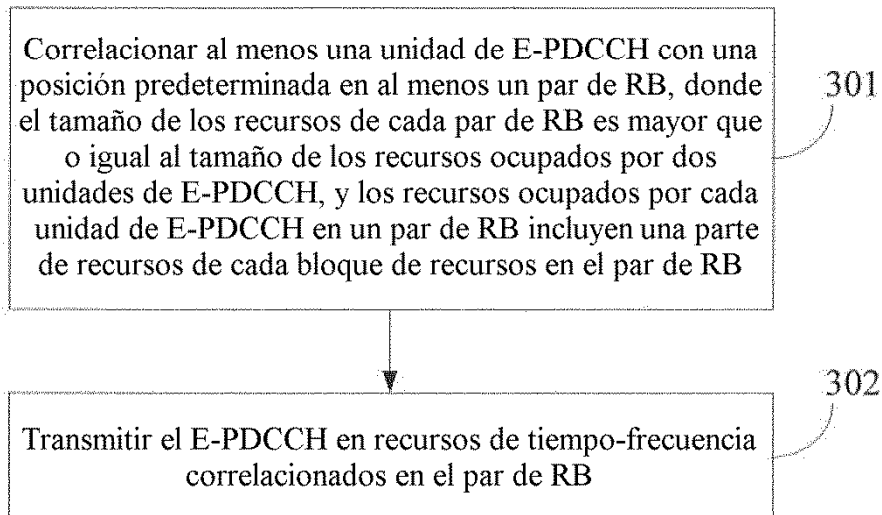 Correlacionar al menos una unidad de E-PDCCH con una
posición predeterminada en al menos un par de RB, donde
el tamaño de los recursos de cada par de RB es mayor que
o igual al tamaño de los recursos ocupados por dos
unidades de E-PDCCH, y los recursos ocupados por cada
unidad de E-PDCCH en un par de RB incluyen una parte
de recursos de cada bloque de recursos en el par de RB
301
302
Transmitir el E-PDCCH en recursos de tiempo-frecuencia
correlacionados en el par de RB